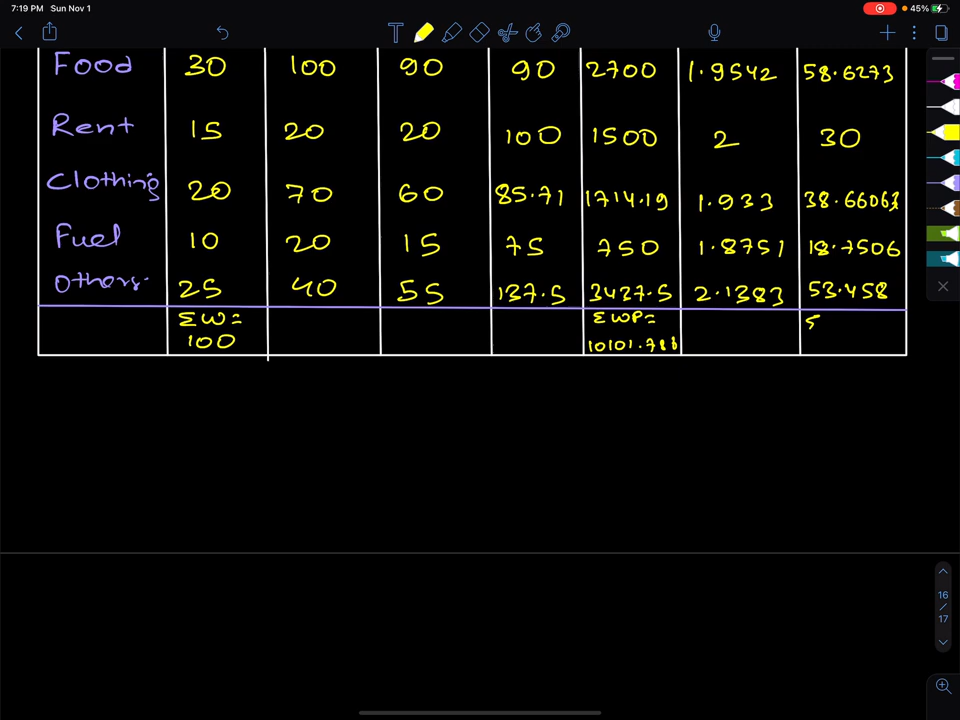 7:19 PM Sun Nov 1
45%
Food 30 100 90 90 2700 1.9542 58.6273
Rent 15 20 20 100 1500 2 30
Clothing 20 70 60 85.71 1714.19 1.933 38.66063
Fuel 10 20 15 75 750 1.8751 18.7506
Others 25 40 55 137.5 3437.5 2.1383 53.458
ΣW= ΣWP=
100 10101.788
16
/
17